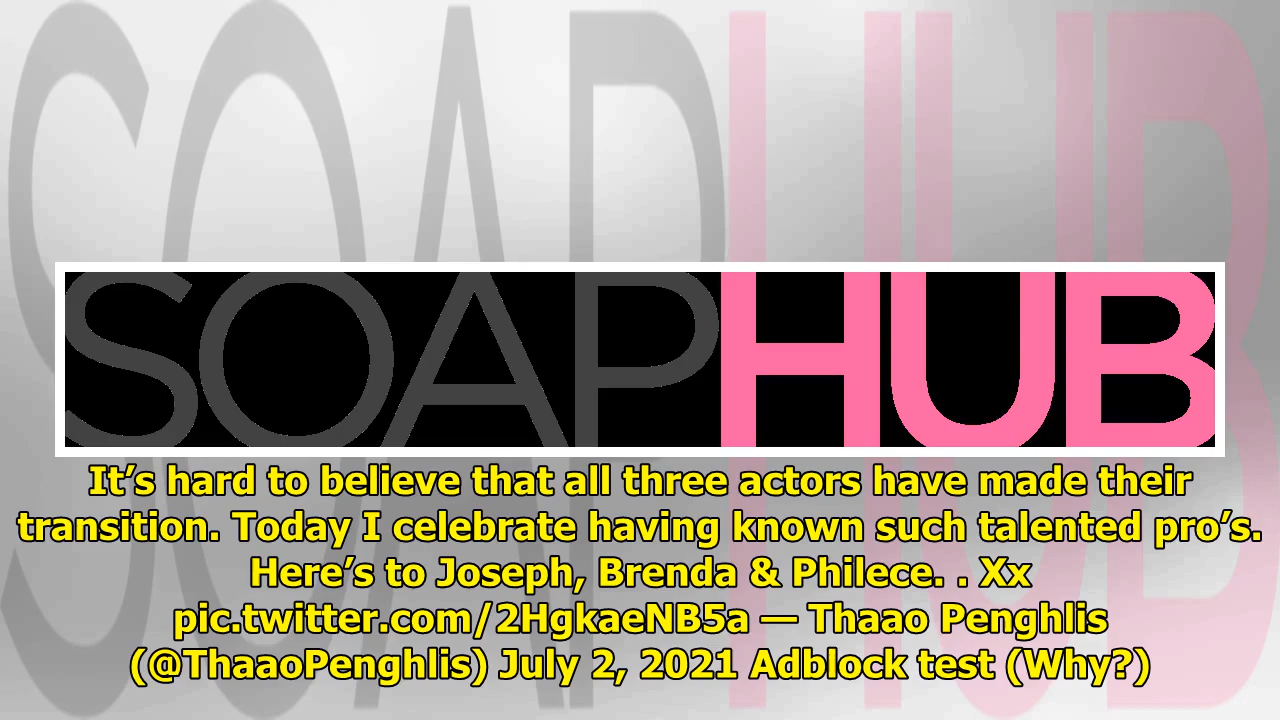 SOAPHUB
SOAPHUB
It’s hard to believe that all three actors have made their
transition. Today I celebrate having known such talented pro’s.
Here’s to Joseph, Brenda & Philece. . Xx
pic.twitter.com/2HgkaeNB5a — Thaao Penghlis
(@ThaaoPenghlis) July 2, 2021 Adblock test (Why?)